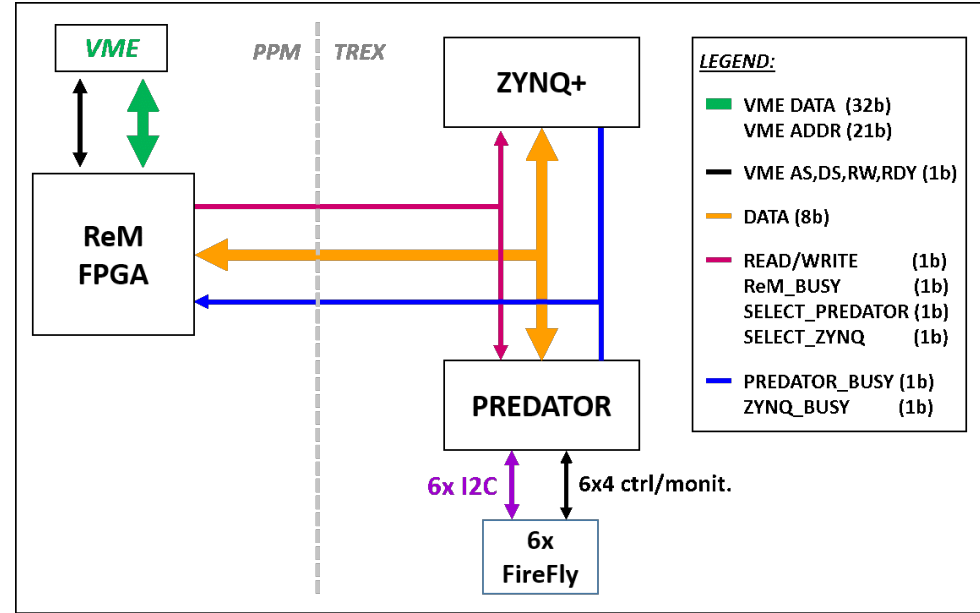 VME
PPM
TREX
ZYNQ+
ReM
FPGA
PREDATOR
6x I2C
6x4 ctrl/monit.
6x
FireFly
LEGEND:
VME DATA (32b)
VME ADDR (21b)
VME AS,DS,RW,RDY (1b)
DATA (8b)
READ/WRITE (1b)
ReM_BUSY (1b)
SELECT_PREDATOR (1b)
SELECT_ZYNQ (1b)
PREDATOR_BUSY (1b)
ZYNQ_BUSY (1b)